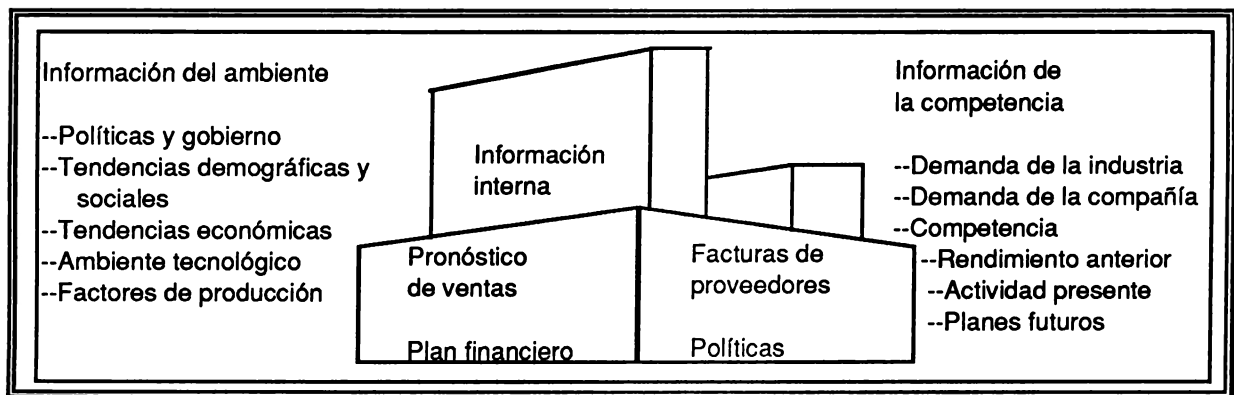 Información del ambiente
--Políticas y gobierno
--Tendencias demográficas y
sociales
--Tendencias económicas
--Ambiente tecnológico
--Factores de producción
Información
interna
Pronóstico
de ventas
Plan financiero
Facturas de
proveedores
Políticas
Información de
la competencia
--Demanda de la industria
--Demanda de la compañía
--Competencia
--Rendimiento anterior
--Actividad presente
--Planes futuros